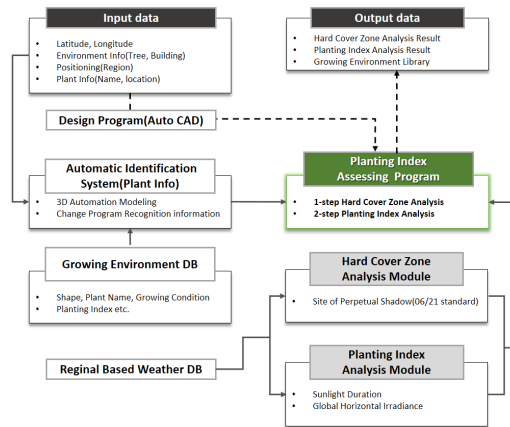 Input data
• Latitude, Longitude
• Environment Info(Tree, Building)
• Positioning(Region)
• Plant Info(Name, location)
Output data
• Hard Cover Zone Analysis Result
• Planting Index Analysis Result
• Growing Environment Library
Design Program(Auto CAD)
Automatic Identification
System(Plant Info)
• 3D Automation Modeling
• Change Program Recognition information
Planting Index
Assessing Program
• 1-step Hard Cover Zone Analysis
• 2-step Planting Index Analysis
Growing Environment DB
• Shape, Plant Name, Growing Condition
• Planting Index etc.
Hard Cover Zone
Analysis Module
• Site of Perpetual Shadow(06/21 standard)
Reginal Based Weather DB
Planting Index
Analysis Module
• Sunlight Duration
• Global Horizontal Irradiance